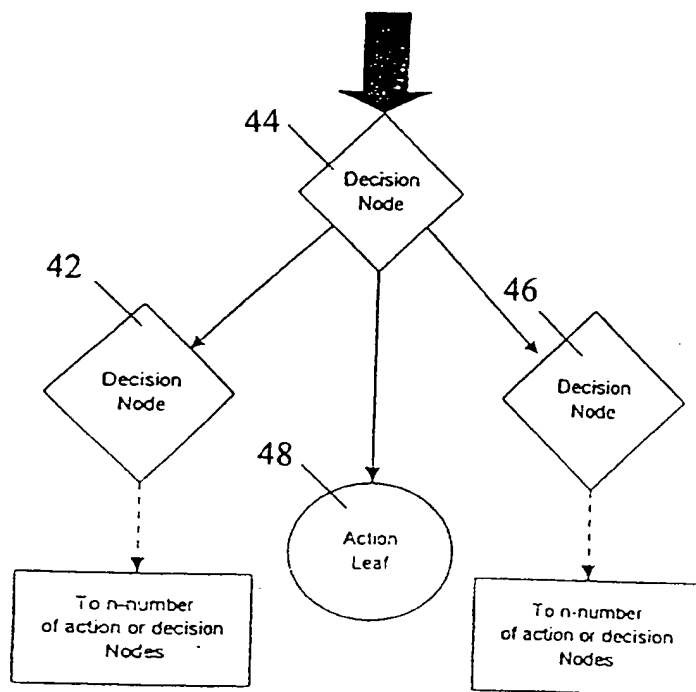 44
Decision
Node
42
Decision
Node
46
Decision
Node
48
Action
Leaf
To n-number
of action or decision
Nodes
To n-number
of action or decision
Nodes